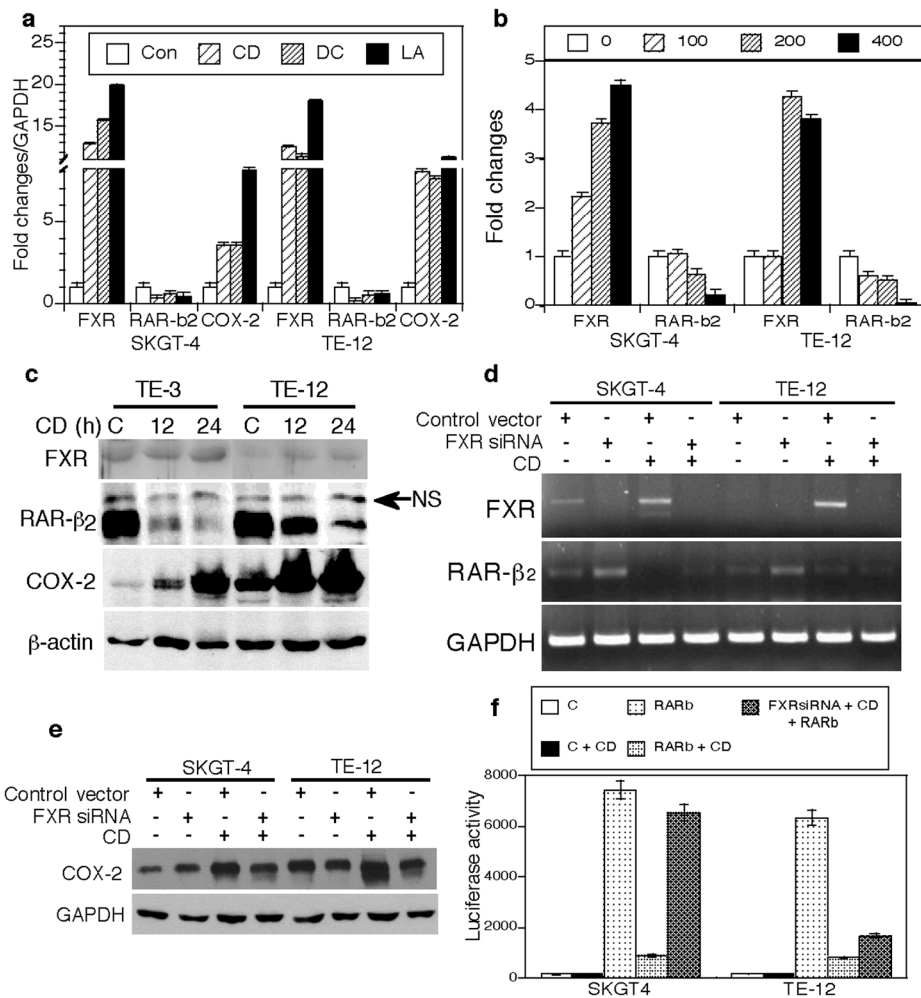 a
25
20
15
5
0
Fold changes/GAPDH
Con CD DC LA
FXR RAR-b2 COX-2 FXR RAR-b2 COX-2
SKGT-4 TE-12
b
0 100 200 400
5
4
3
2
1
0
Fold changes
FXR RAR-b2 FXR RAR-b2
SKGT-4 TE-12
c
TE-3 TE-12
CD (h) C 12 24 C 12 24
FXR
NS
RAR-β2
COX-2
β-actin
d
SKGT-4 TE-12
Control vector + - + - + - + -
FXR siRNA - + - + - + - +
CD - - + + - - + +
FXR
RAR-β2
GAPDH
e
SKGT-4 TE-12
Control vector + - + - + - + -
FXR siRNA - + - + - + - +
CD - - + + - - + +
COX-2
GAPDH
f
C RARb FXRsiRNA + CD
+ RARb
C + CD RARb + CD
8000
6000
4000
2000
0
Luciferase activity
SKGT4 TE-12